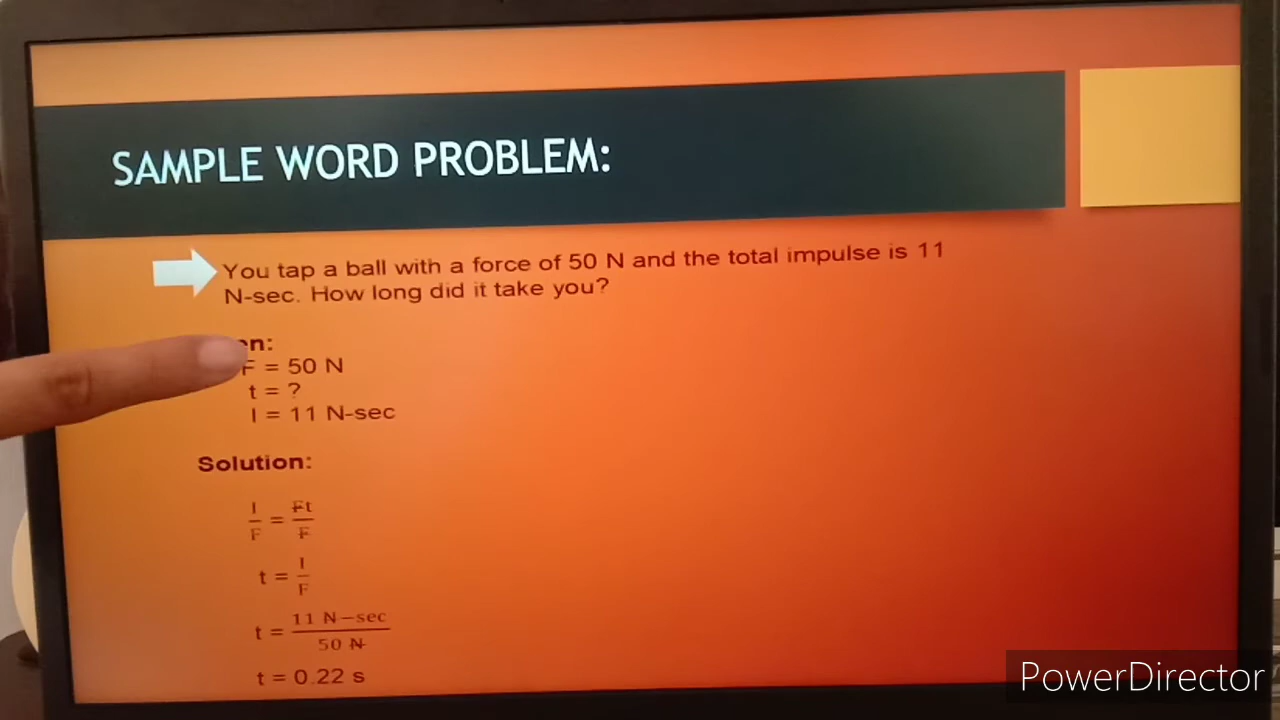 SAMPLE WORD PROBLEM:
You tap a ball with a force of 50 N and the total impulse is 11
N-sec. How long did it take you?
en:
F = 50 N
t = ?
I = 11 N-sec
Solution:
I/F = Ft/F
t = I/F
t = 11 N-sec/50 N
t = 0.22 s
PowerDirector